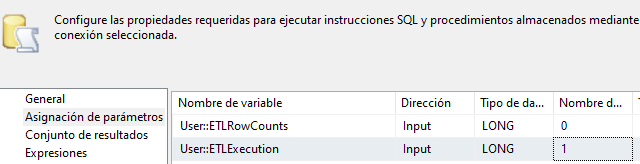 Configure las propiedades requeridas para ejecutar instrucciones SQL y procedimientos almacenados mediante
conexión seleccionada.
General
Asignación de parámetros
Conjunto de resultados
Expresiones
Nombre de variable Dirección Tipo de da... Nombre d...
User::ETLRowCounts Input LONG 0
User::ETLExecution Input LONG 1